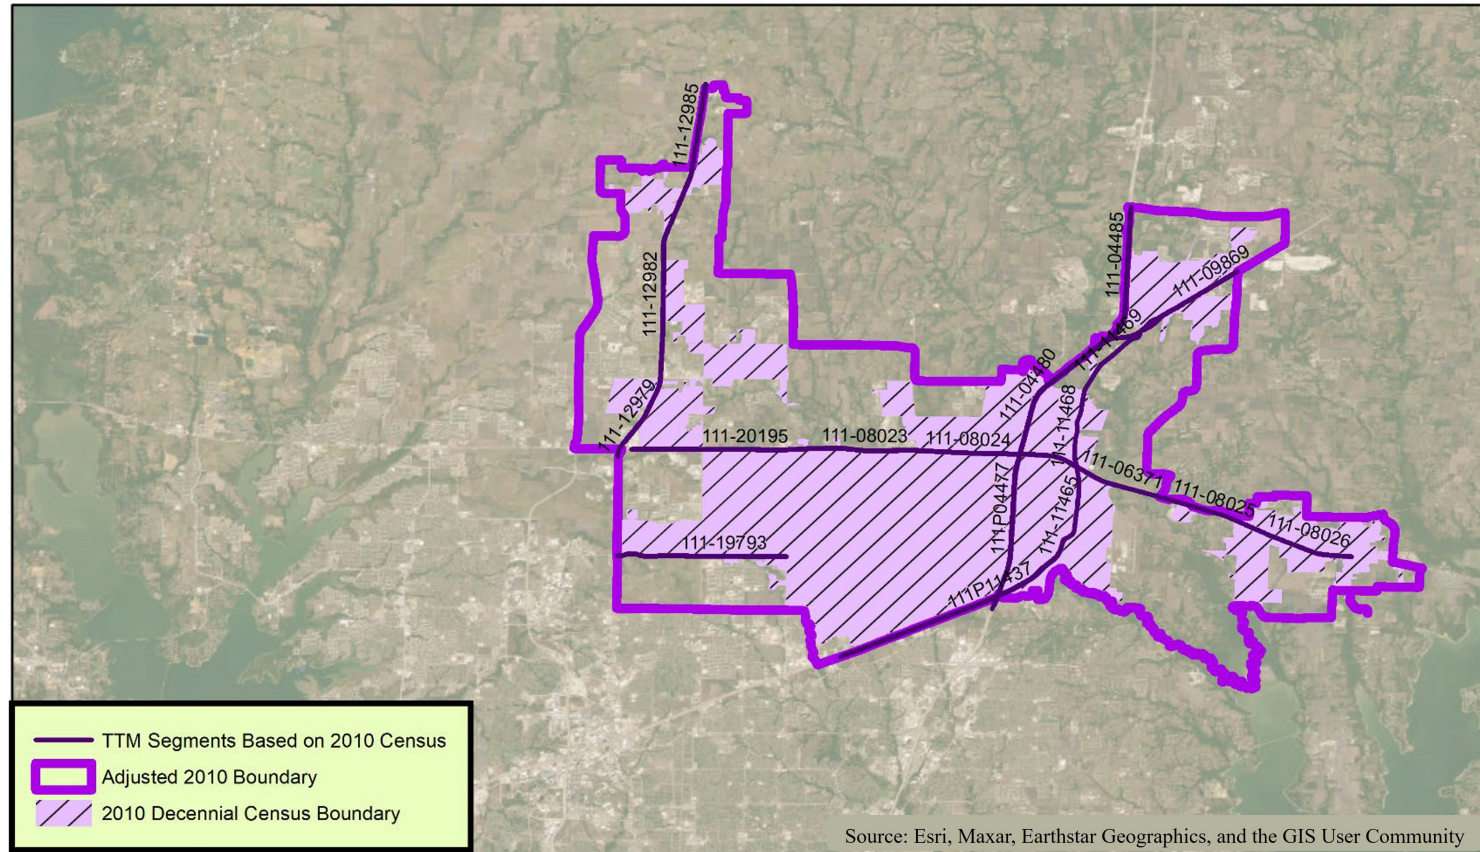 111-12985
111-12982
111-12979
111-04485
111-09869
111-11469
111-04480
111-11468
111-20195
111-08023
111-08024
111-06371
111-08025
111-08026
111P04477
111-11465
111-19793
111P11437
TTM Segments Based on 2010 Census
Adjusted 2010 Boundary
2010 Decennial Census Boundary
Source: Esri, Maxar, Earthstar Geographics, and the GIS User Community